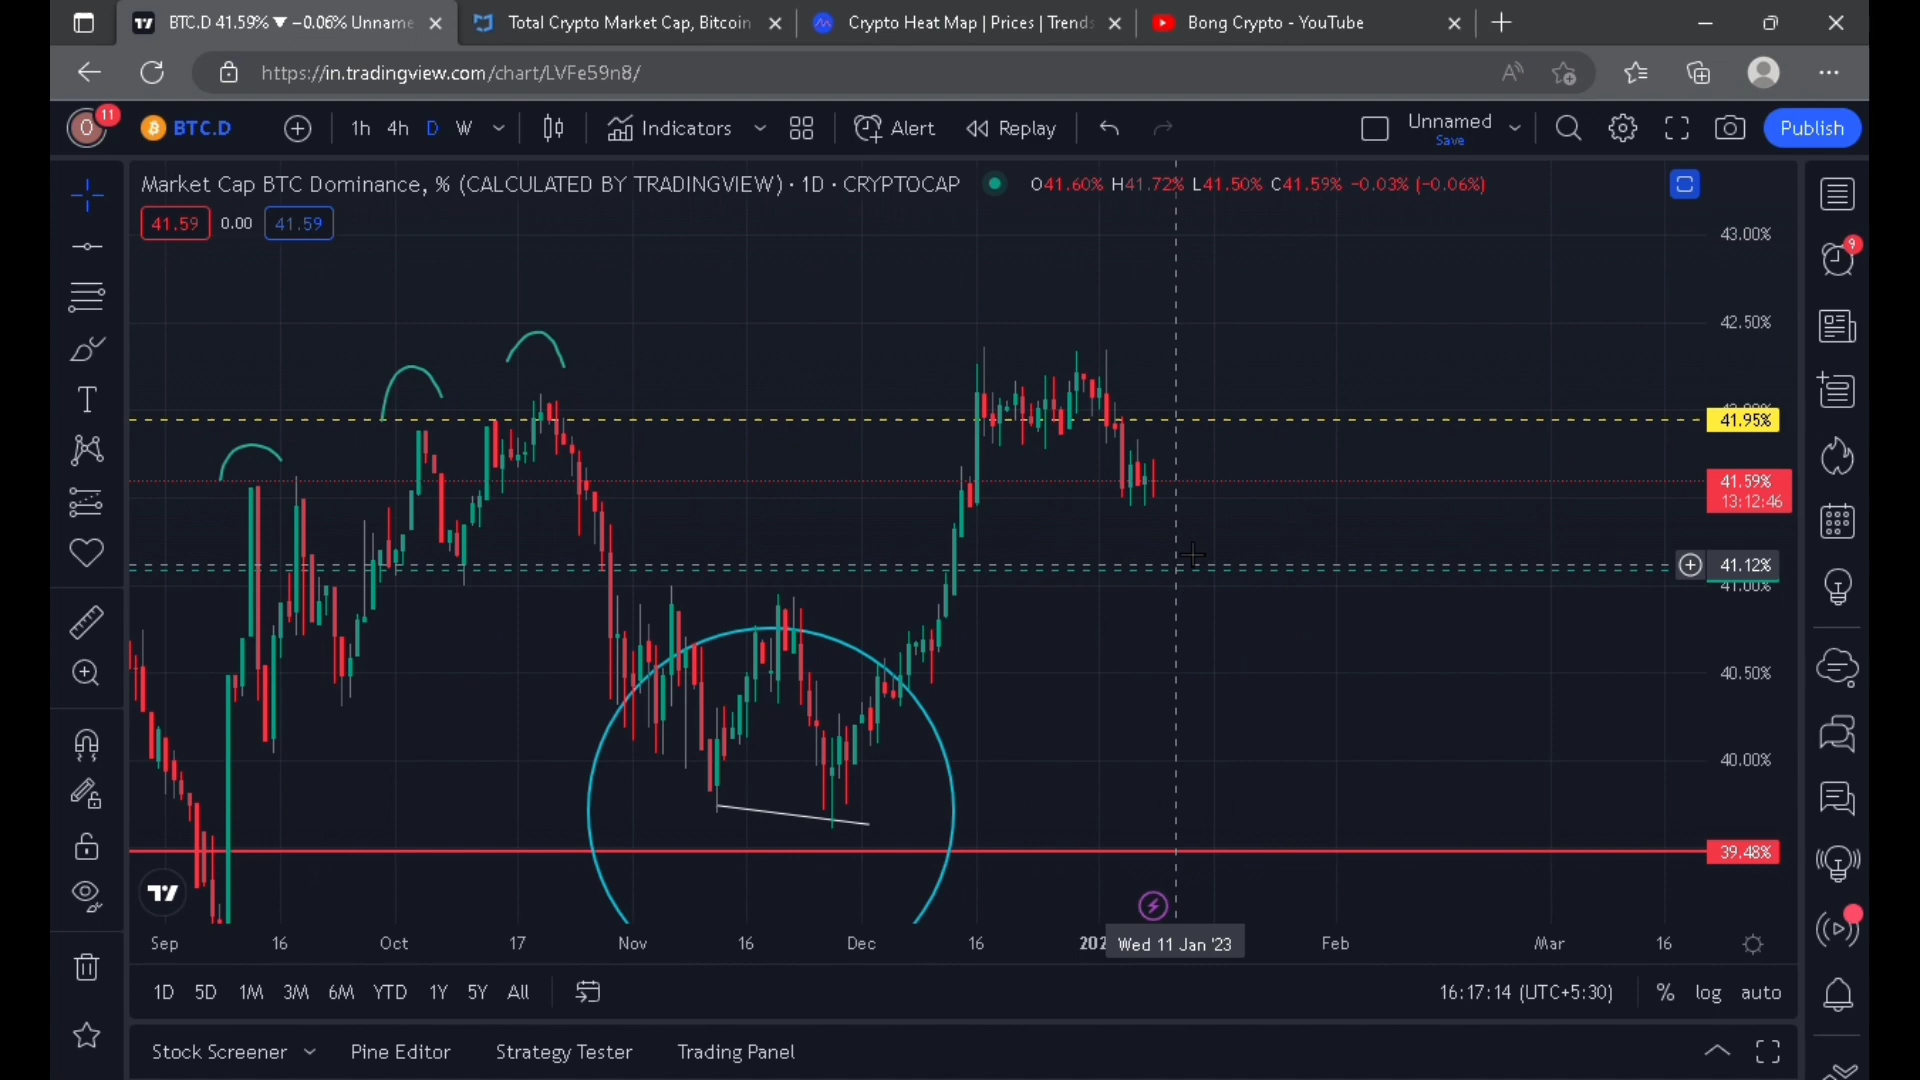 BTC.D 41.59% ▼ −0.06% Unname
Total Crypto Market Cap, Bitcoin
Crypto Heat Map | Prices | Trends
Bong Crypto - YouTube
https://in.tradingview.com/chart/LVFe59n8/
O 11
BTC.D
1h 4h D W
Indicators
Alert
Replay
Unnamed
Save
Publish
Market Cap BTC Dominance, % (CALCULATED BY TRADINGVIEW) · 1D · CRYPTOCAP
O41.60% H41.72% L41.50% C41.59% −0.03% (−0.06%)
41.59 0.00 41.59
43.00%
9
42.50%
41.95%
41.59%
13:12:46
41.12%
41.00%
40.50%
40.00%
39.48%
Sep 16 Oct 17 Nov 16 Dec 16 202 Wed 11 Jan '23 Feb Mar 16
1D 5D 1M 3M 6M YTD 1Y 5Y All
16:17:14 (UTC+5:30) % log auto
Stock Screener Pine Editor Strategy Tester Trading Panel